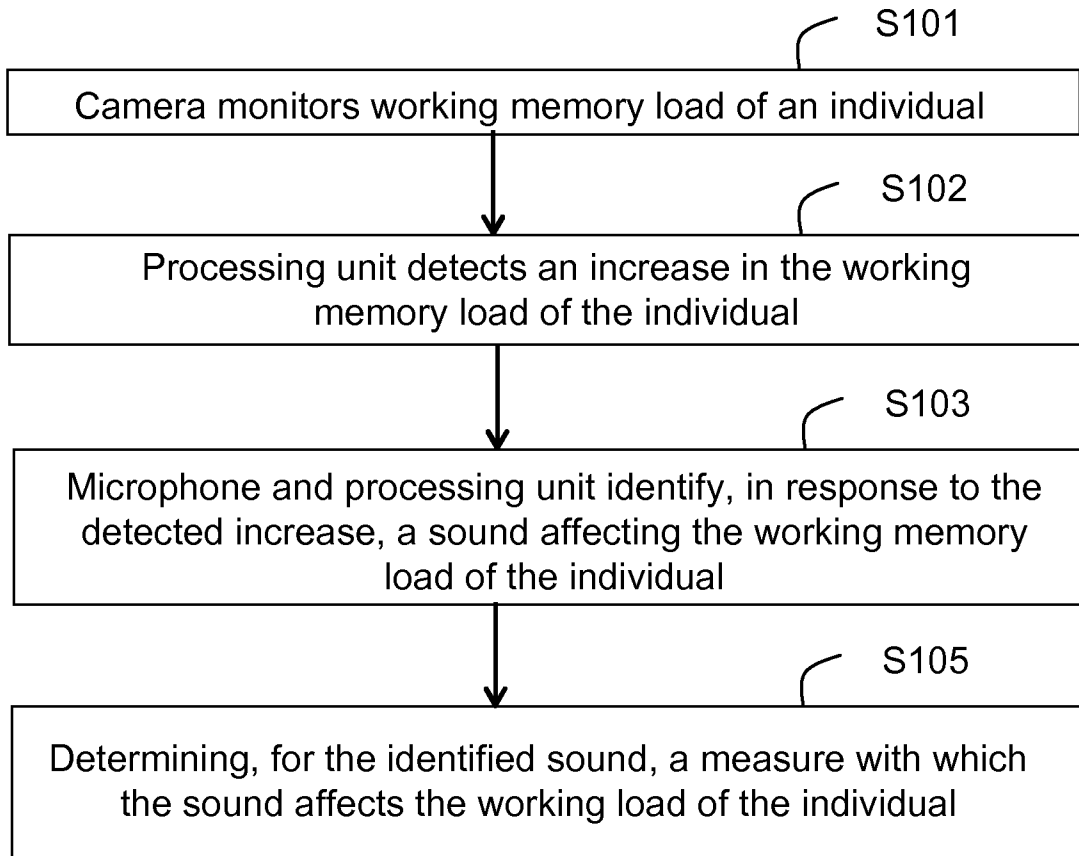 S101
Camera monitors working memory load of an individual
S102
Processing unit detects an increase in the working
memory load of the individual
S103
Microphone and processing unit identify, in response to the
detected increase, a sound affecting the working memory
load of the individual
S105
Determining, for the identified sound, a measure with which
the sound affects the working load of the individual